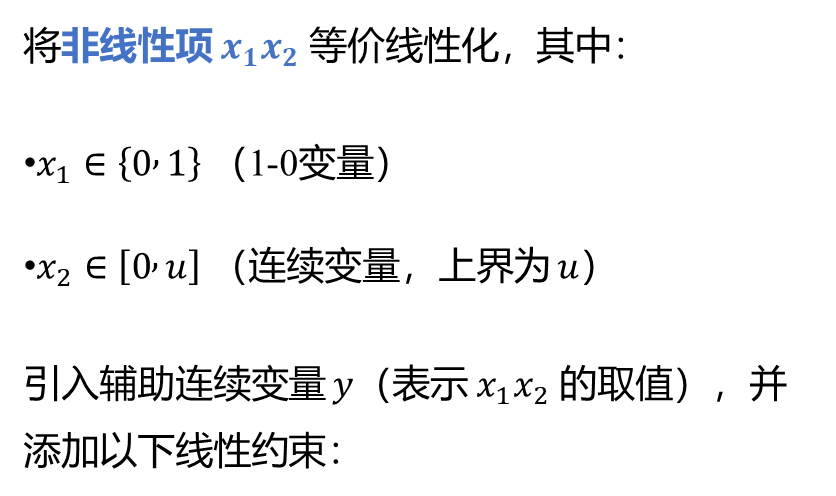 将非线性项 x₁x₂ 等价线性化，其中：
•x₁ ∈ {0, 1}（1-0变量）
•x₂ ∈ [0, u]（连续变量，上界为 u）
引入辅助连续变量 y（表示 x₁x₂ 的取值），并
添加以下线性约束：